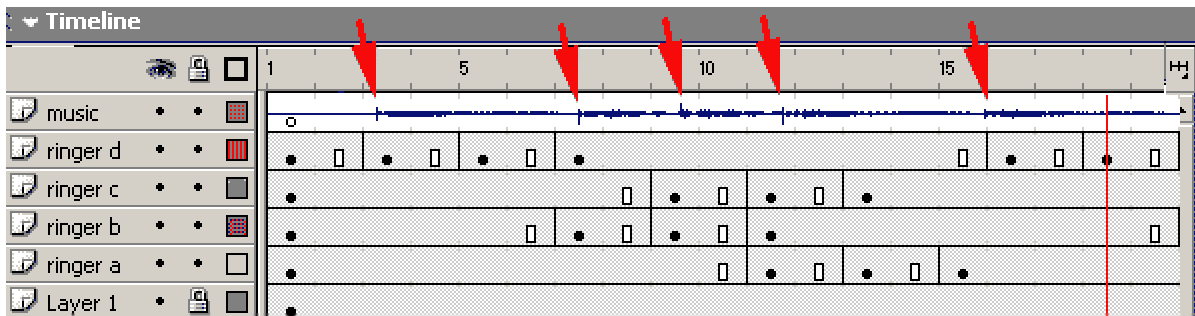 Timeline
1 5 10 15
music
ringer d
ringer c
ringer b
ringer a
Layer 1